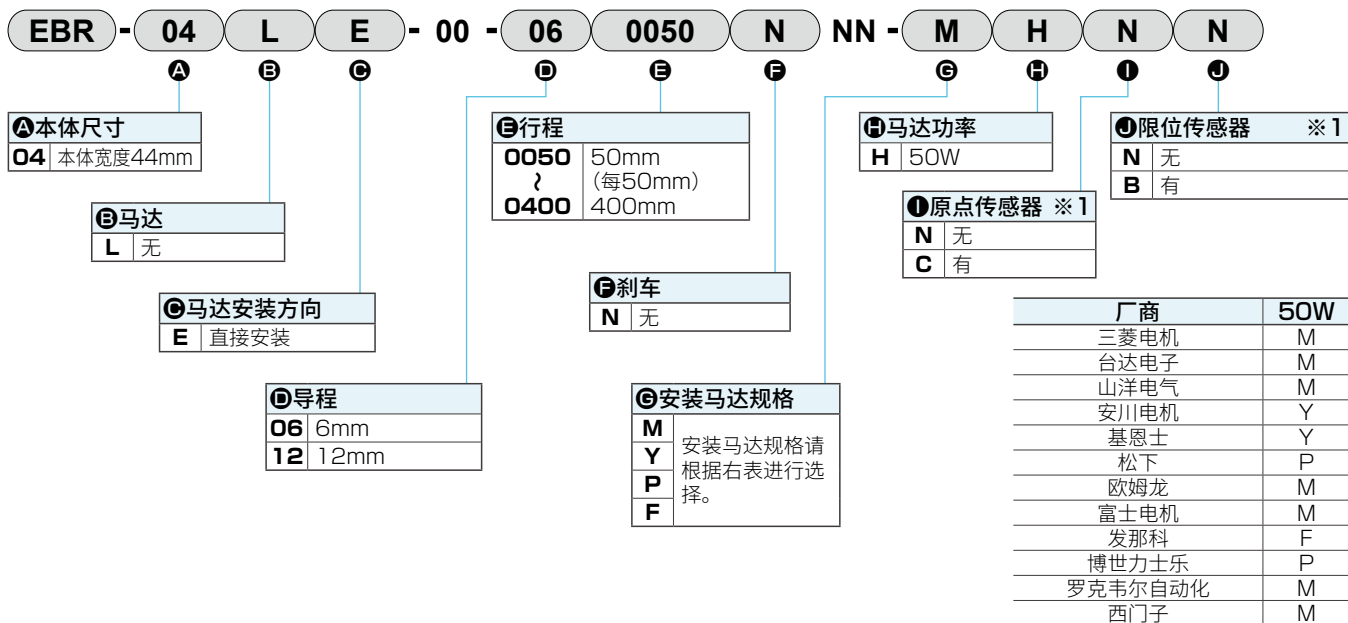 EBR - 04 L E - 00 - 06 0050 N NN - M H N N
A B C D E F G H I J
A本体尺寸
04 本体宽度44mm
B马达
L 无
C马达安装方向
E 直接安装
D导程
06 6mm
12 12mm
E行程
0050 50mm
~ (每50mm)
0400 400mm
F刹车
N 无
G安装马达规格
M
Y
P
F
安装马达规格请
根据右表进行选
择。
H马达功率
H 50W
I原点传感器 ※1
N 无
C 有
J限位传感器 ※1
N 无
B 有
厂商 50W
三菱电机 M
台达电子 M
山洋电气 M
安川电机 Y
基恩士 Y
松下 P
欧姆龙 M
富士电机 M
发那科 F
博世力士乐 P
罗克韦尔自动化 M
西门子 M